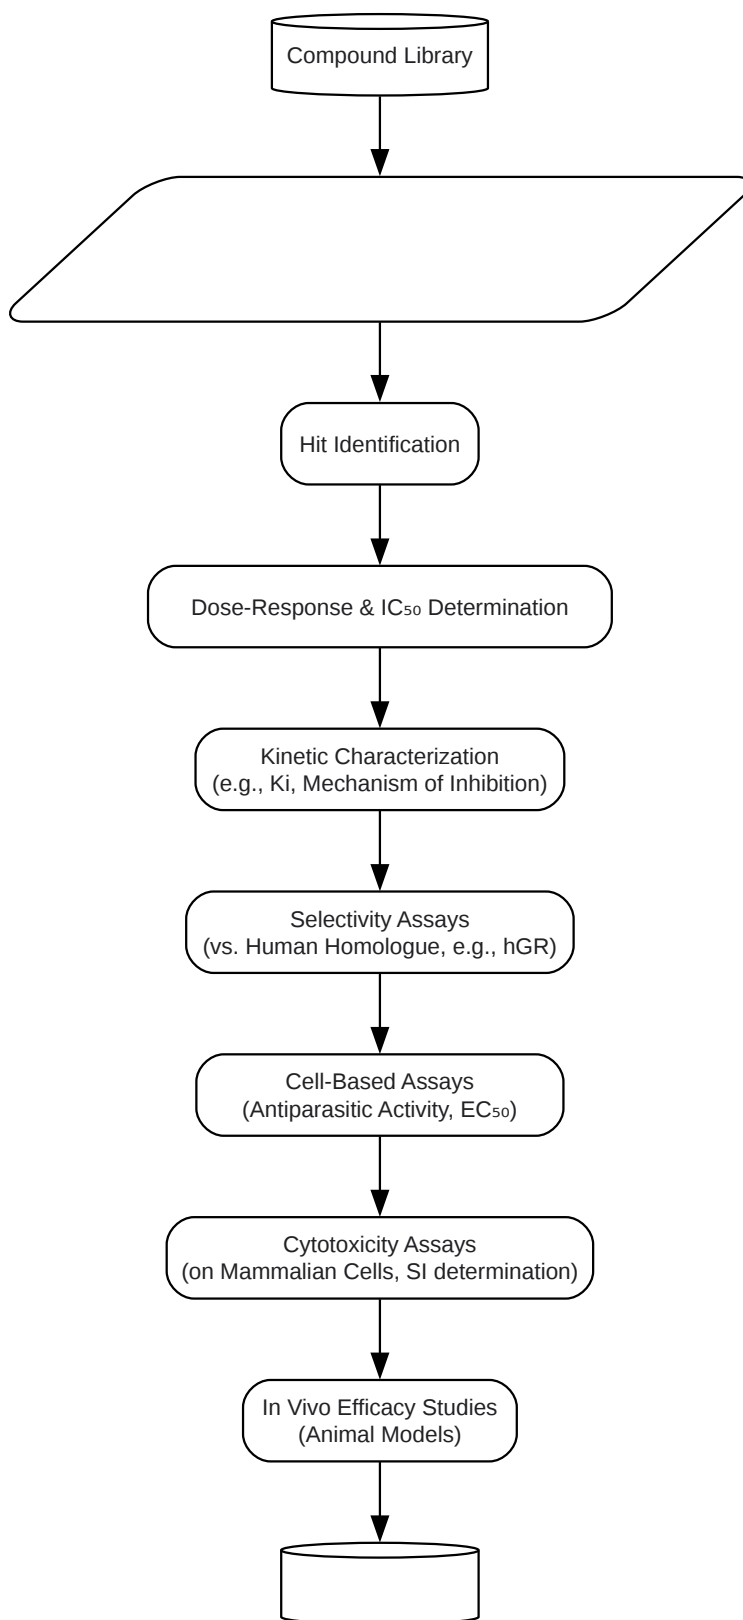 Compound Library
Hit Identification
Dose-Response & IC₅₀ Determination
Kinetic Characterization
(e.g., Ki, Mechanism of Inhibition)
Selectivity Assays
(vs. Human Homologue, e.g., hGR)
Cell-Based Assays
(Antiparasitic Activity, EC₅₀)
Cytotoxicity Assays
(on Mammalian Cells, SI determination)
In Vivo Efficacy Studies
(Animal Models)